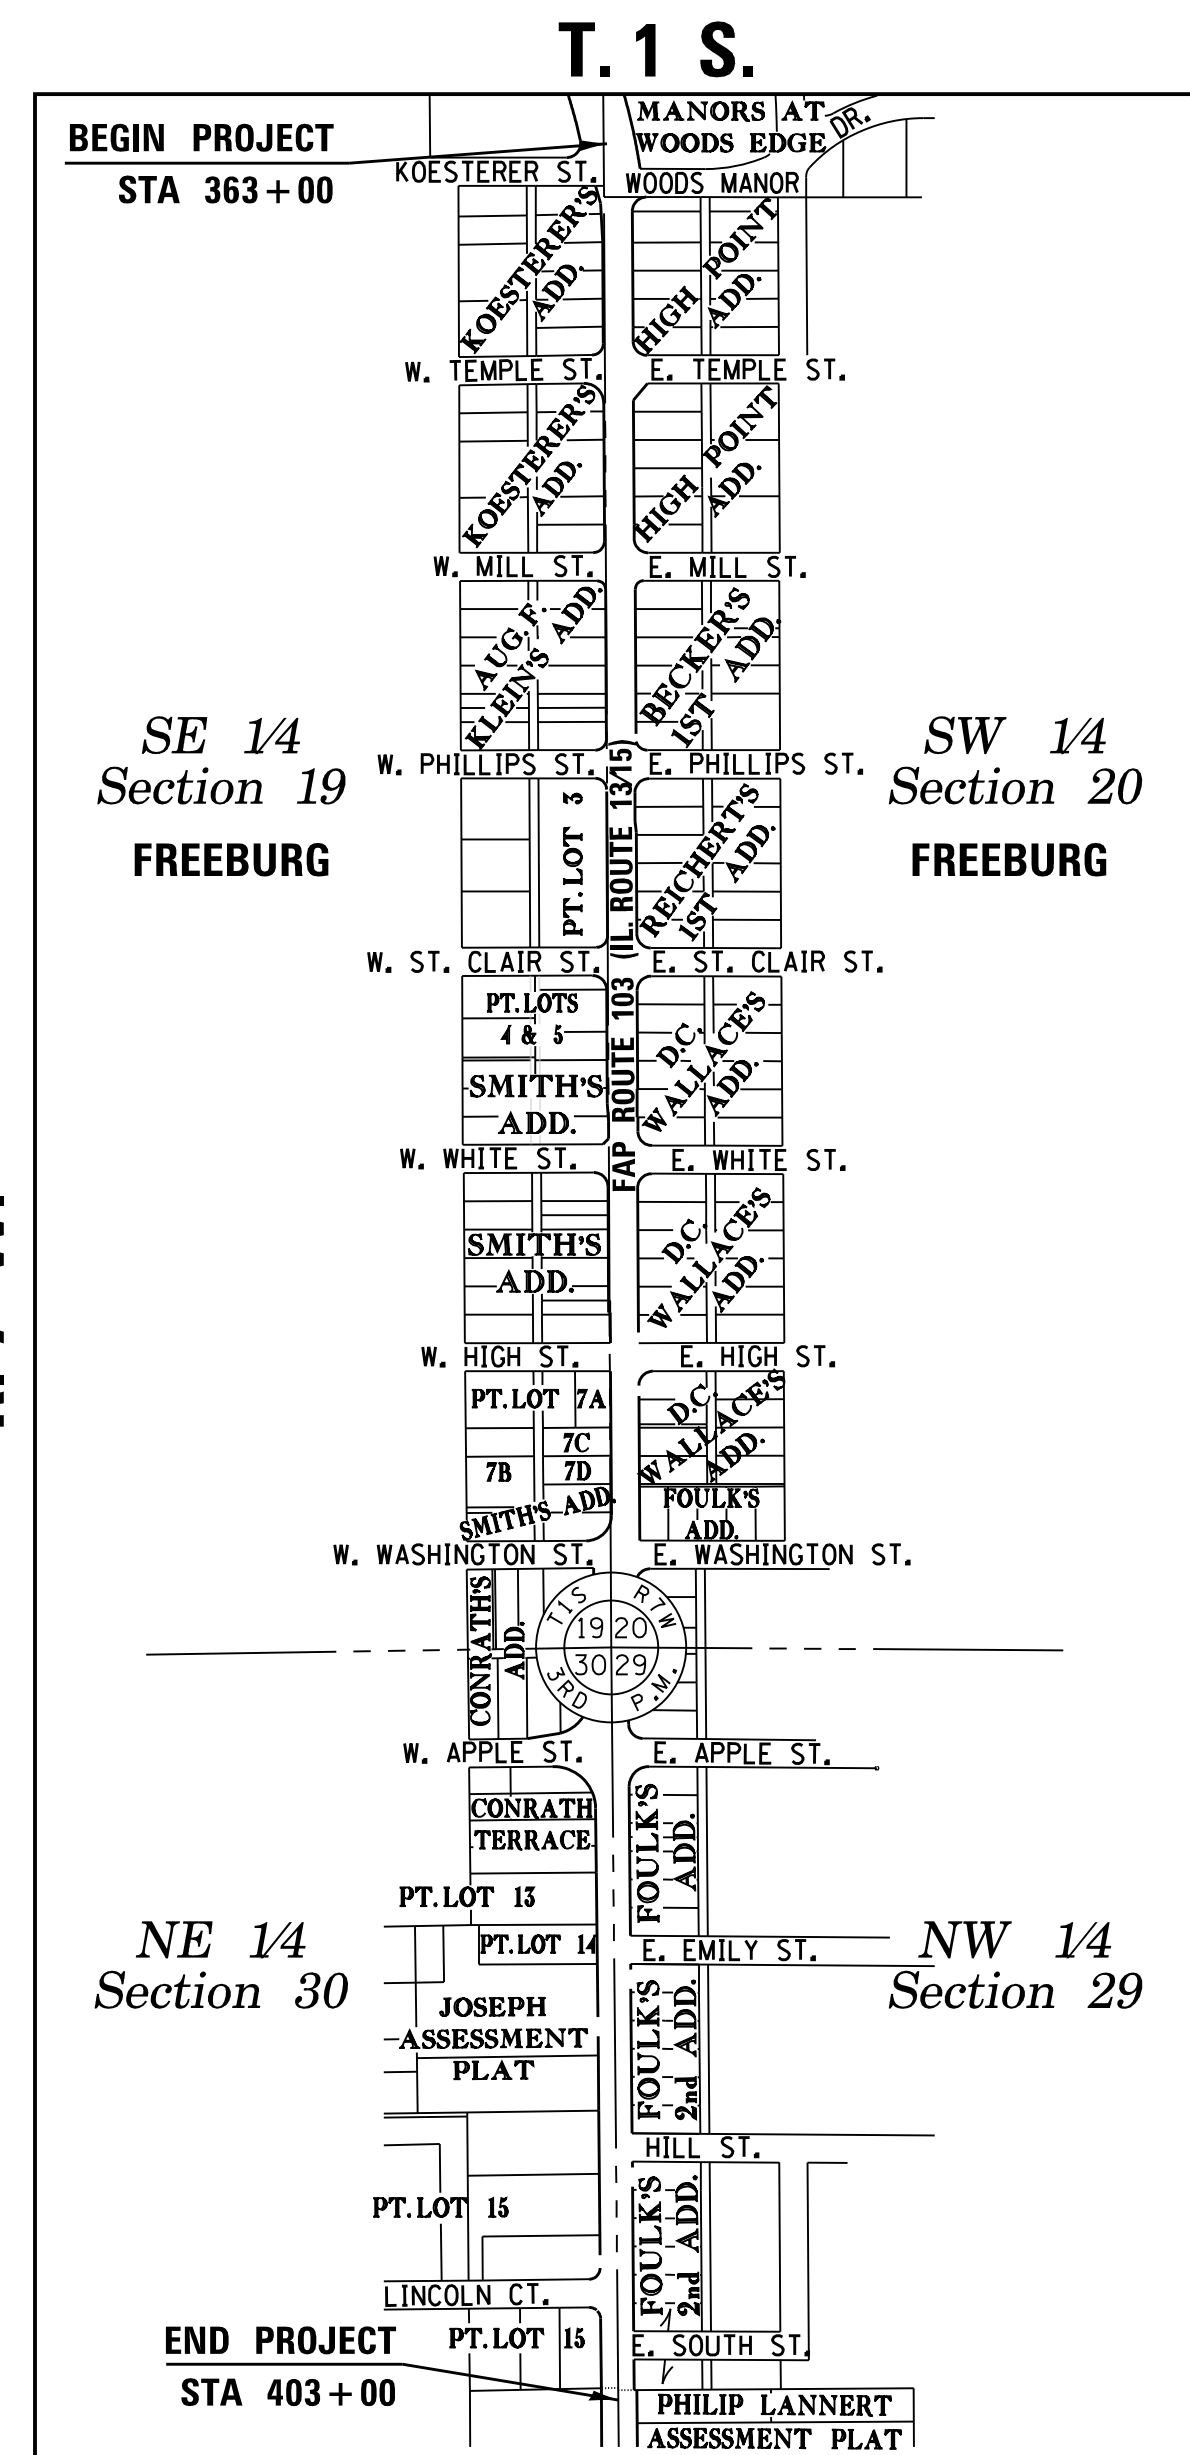 T. 1 S.
BEGIN PROJECT
STA 363+00
MANORS AT
WOODS EDGE
DR.
KOESTERER ST.
WOODS MANOR
KOESTERER'S
ADD.
HIGH POINT
ADD.
W. TEMPLE ST.
E. TEMPLE ST.
KOESTERER'S
ADD.
HIGH POINT
ADD.
W. MILL ST.
E. MILL ST.
AUG. F.
KLEIN'S ADD.
BECKER'S
1ST ADD.
SE 1/4
Section 19
FREEBURG
SW 1/4
Section 20
FREEBURG
W. PHILLIPS ST.
E. PHILLIPS ST.
PT. LOT 3
FAP ROUTE 103 (IL. ROUTE 13/15)
REICHERT'S
1ST ADD.
W. ST. CLAIR ST.
E. ST. CLAIR ST.
PT. LOTS
4 & 5
SMITH'S
ADD.
D.C.
WALLACE'S
ADD.
W. WHITE ST.
E. WHITE ST.
SMITH'S
ADD.
D.C.
WALLACE'S
ADD.
W. HIGH ST.
E. HIGH ST.
PT. LOT 7A
7C
7B
7D
SMITH'S ADD.
D.C.
WALLACE'S
ADD.
FOULK'S
ADD.
W. WASHINGTON ST.
E. WASHINGTON ST.
CONRATH'S
ADD.
T1S R7W
19 20
30 29
3RD P.M.
W. APPLE ST.
E. APPLE ST.
CONRATH
TERRACE
FOULK'S
ADD.
PT. LOT 13
PT. LOT 14
E. EMILY ST.
NE 1/4
Section 30
NW 1/4
Section 29
JOSEPH
ASSESSMENT
PLAT
FOULK'S
2nd ADD.
HILL ST.
PT. LOT 15
FOULK'S
2nd ADD.
LINCOLN CT.
PT. LOT 15
E. SOUTH ST.
END PROJECT
STA 403+00
PHILIP LANNERT
ASSESSMENT PLAT